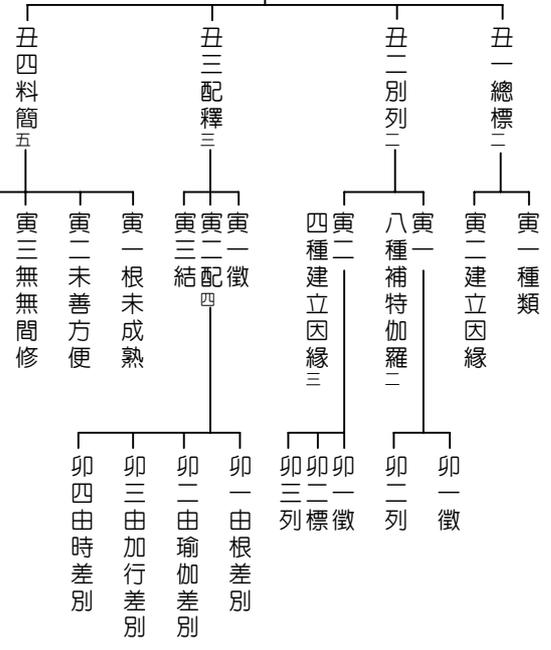 丑一總標二
丑二別列二
丑三配釋三
丑四料簡五
寅一種類
寅二建立因緣
寅一
八種補特伽羅二
寅二
四種建立因緣三
寅一徵
寅二配四
寅三結
寅一根未成熟
寅二未善方便
寅三無無間修
卯一徵
卯二列
卯一徵
卯二標
卯三列
卯一由根差別
卯二由瑜伽差別
卯三由加行差別
卯四由時差別